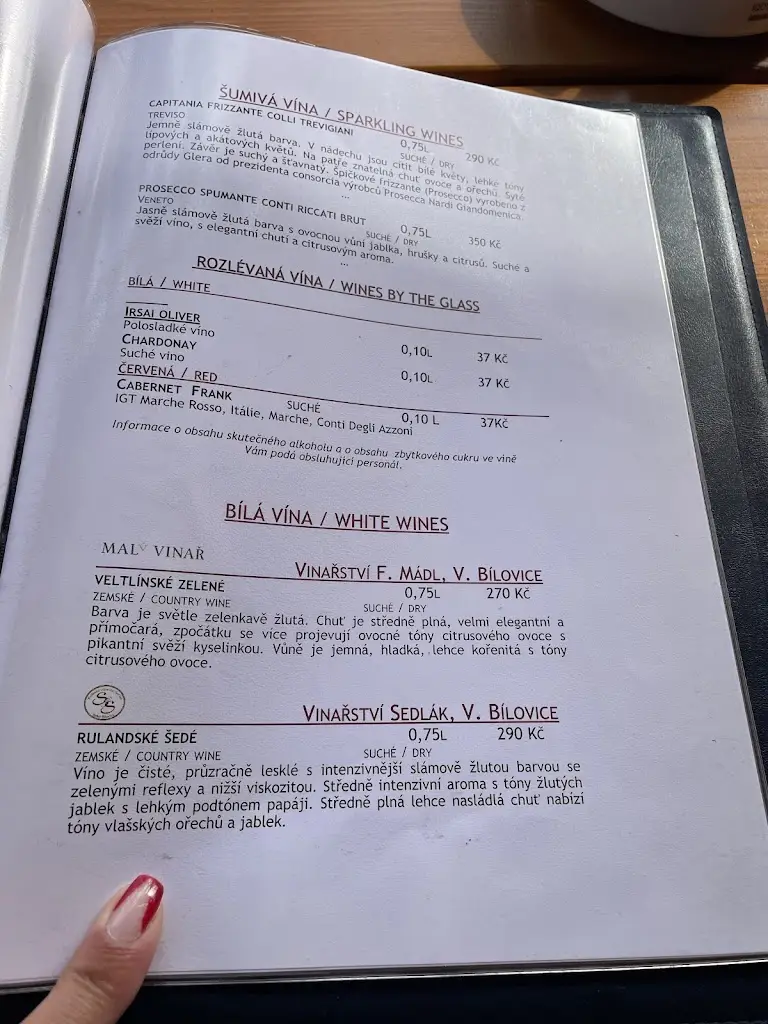 ŠUMIVÁ VÍNA / SPARKLING WINES
CAPITANIA FRIZZANTE COLLI TREVIGIANI 0,75L 290 Kč
TREVISO SUCHÉ / DRY
Jemně slámově žlutá barva. V nádechu jsou cítit bílé květy, lehké tóny
lipových a akátových květů. Na patře znatelná chuť ovoce a ořechů. Syté
perlení. Závěr je suchý a šťavnatý. Špičkové frizzante (Prosecco) vyrobeno z
odrůdy Glera od prezidenta consorcia výrobců Prosecca Nardi Giandomenica.
...
PROSECCO SPUMANTE CONTI RICCATI BRUT 0,75L 350 Kč
VENETO SUCHÉ / DRY
Jasně slámově žlutá barva s ovocnou vůní jablka, hrušky a citrusů. Suché a
svěží víno, s elegantní chutí a citrusovým aroma.
...
ROZLÉVANÁ VÍNA / WINES BY THE GLASS
BÍLÁ / WHITE
IRSAI OLIVER 0,10L 37 Kč
Polosladké víno
CHARDONAY 0,10L 37 Kč
Suché víno
ČERVENÁ / RED
CABERNET FRANK SUCHÉ 0,10 L 37Kč
IGT Marche Rosso, Itálie, Marche, Conti Degli Azzoni
Informace o obsahu skutečného alkoholu a o obsahu zbytkového cukru ve víně
Vám podá obsluhující personál.
BÍLÁ VÍNA / WHITE WINES
MALÝ VINAŘ
VINAŘSTVÍ F. MÁDL, V. BÍLOVICE
VELTLÍNSKÉ ZELENÉ 0,75L 270 Kč
ZEMSKÉ / COUNTRY WINE SUCHÉ / DRY
Barva je světle zelenkavě žlutá. Chuť je středně plná, velmi elegantní a
přímočará, zpočátku se více projevují ovocné tóny citrusového ovoce s
pikantní svěží kyselinkou. Vůně je jemná, hladká, lehce kořenitá s tóny
citrusového ovoce.
SS
VINAŘSTVÍ SEDLÁK, V. BÍLOVICE
RULANDSKÉ ŠEDÉ 0,75L 290 Kč
ZEMSKÉ / COUNTRY WINE SUCHÉ / DRY
Víno je čisté, průzračně lesklé s intenzivnější slámově žlutou barvou se
zelenými reflexy a nižší viskozitou. Středně intenzivní aroma s tóny žlutých
jablek s lehkým podtónem papáji. Středně plná lehce nasládlá chuť nabízí
tóny vlašských ořechů a jablek.